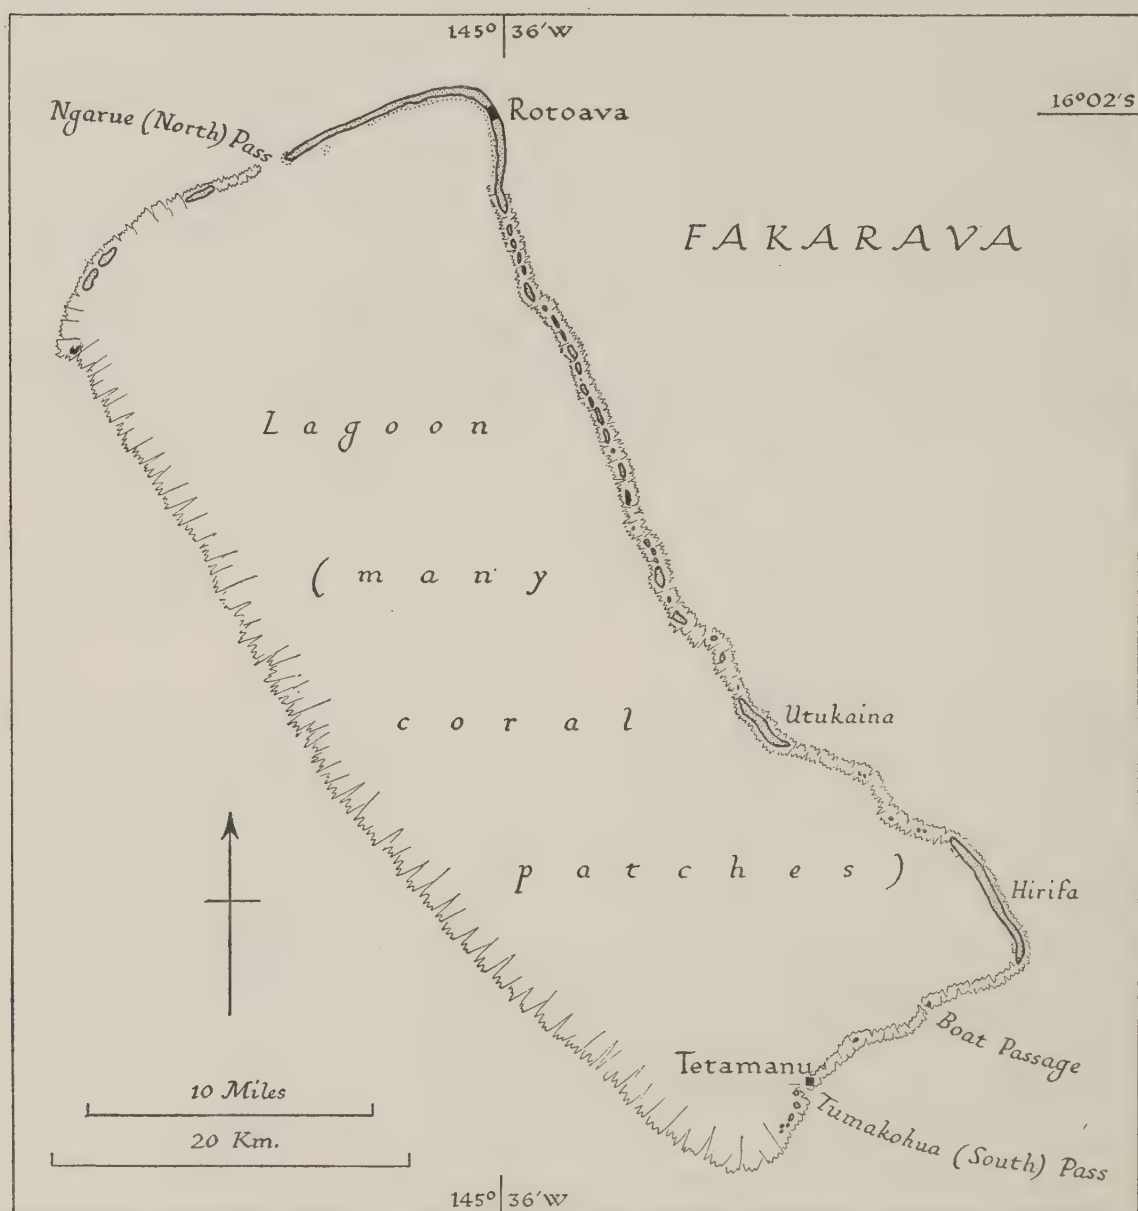 145° 36'W
Ngarue (North) Pass
Rotoava
16°02'S
FAKARAVA
Lagoon
(many
coral
Utukaina
patches)
Hirifa
Boat Passage
Tetamanu
10 Miles
Tumakohua (South) Pass
20 Km.
145° 36'W